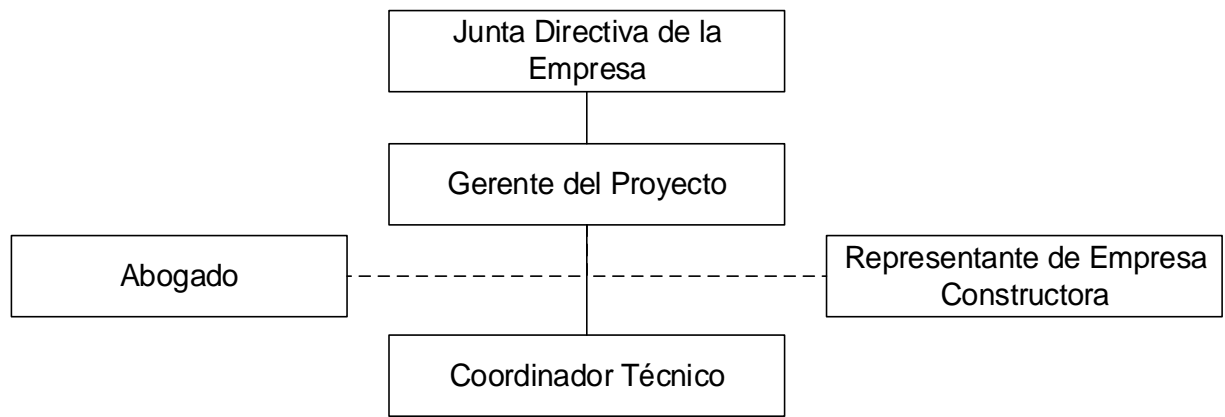 Junta Directiva de la
Empresa
Gerente del Proyecto
Abogado
Representante de Empresa
Constructora
Coordinador Técnico